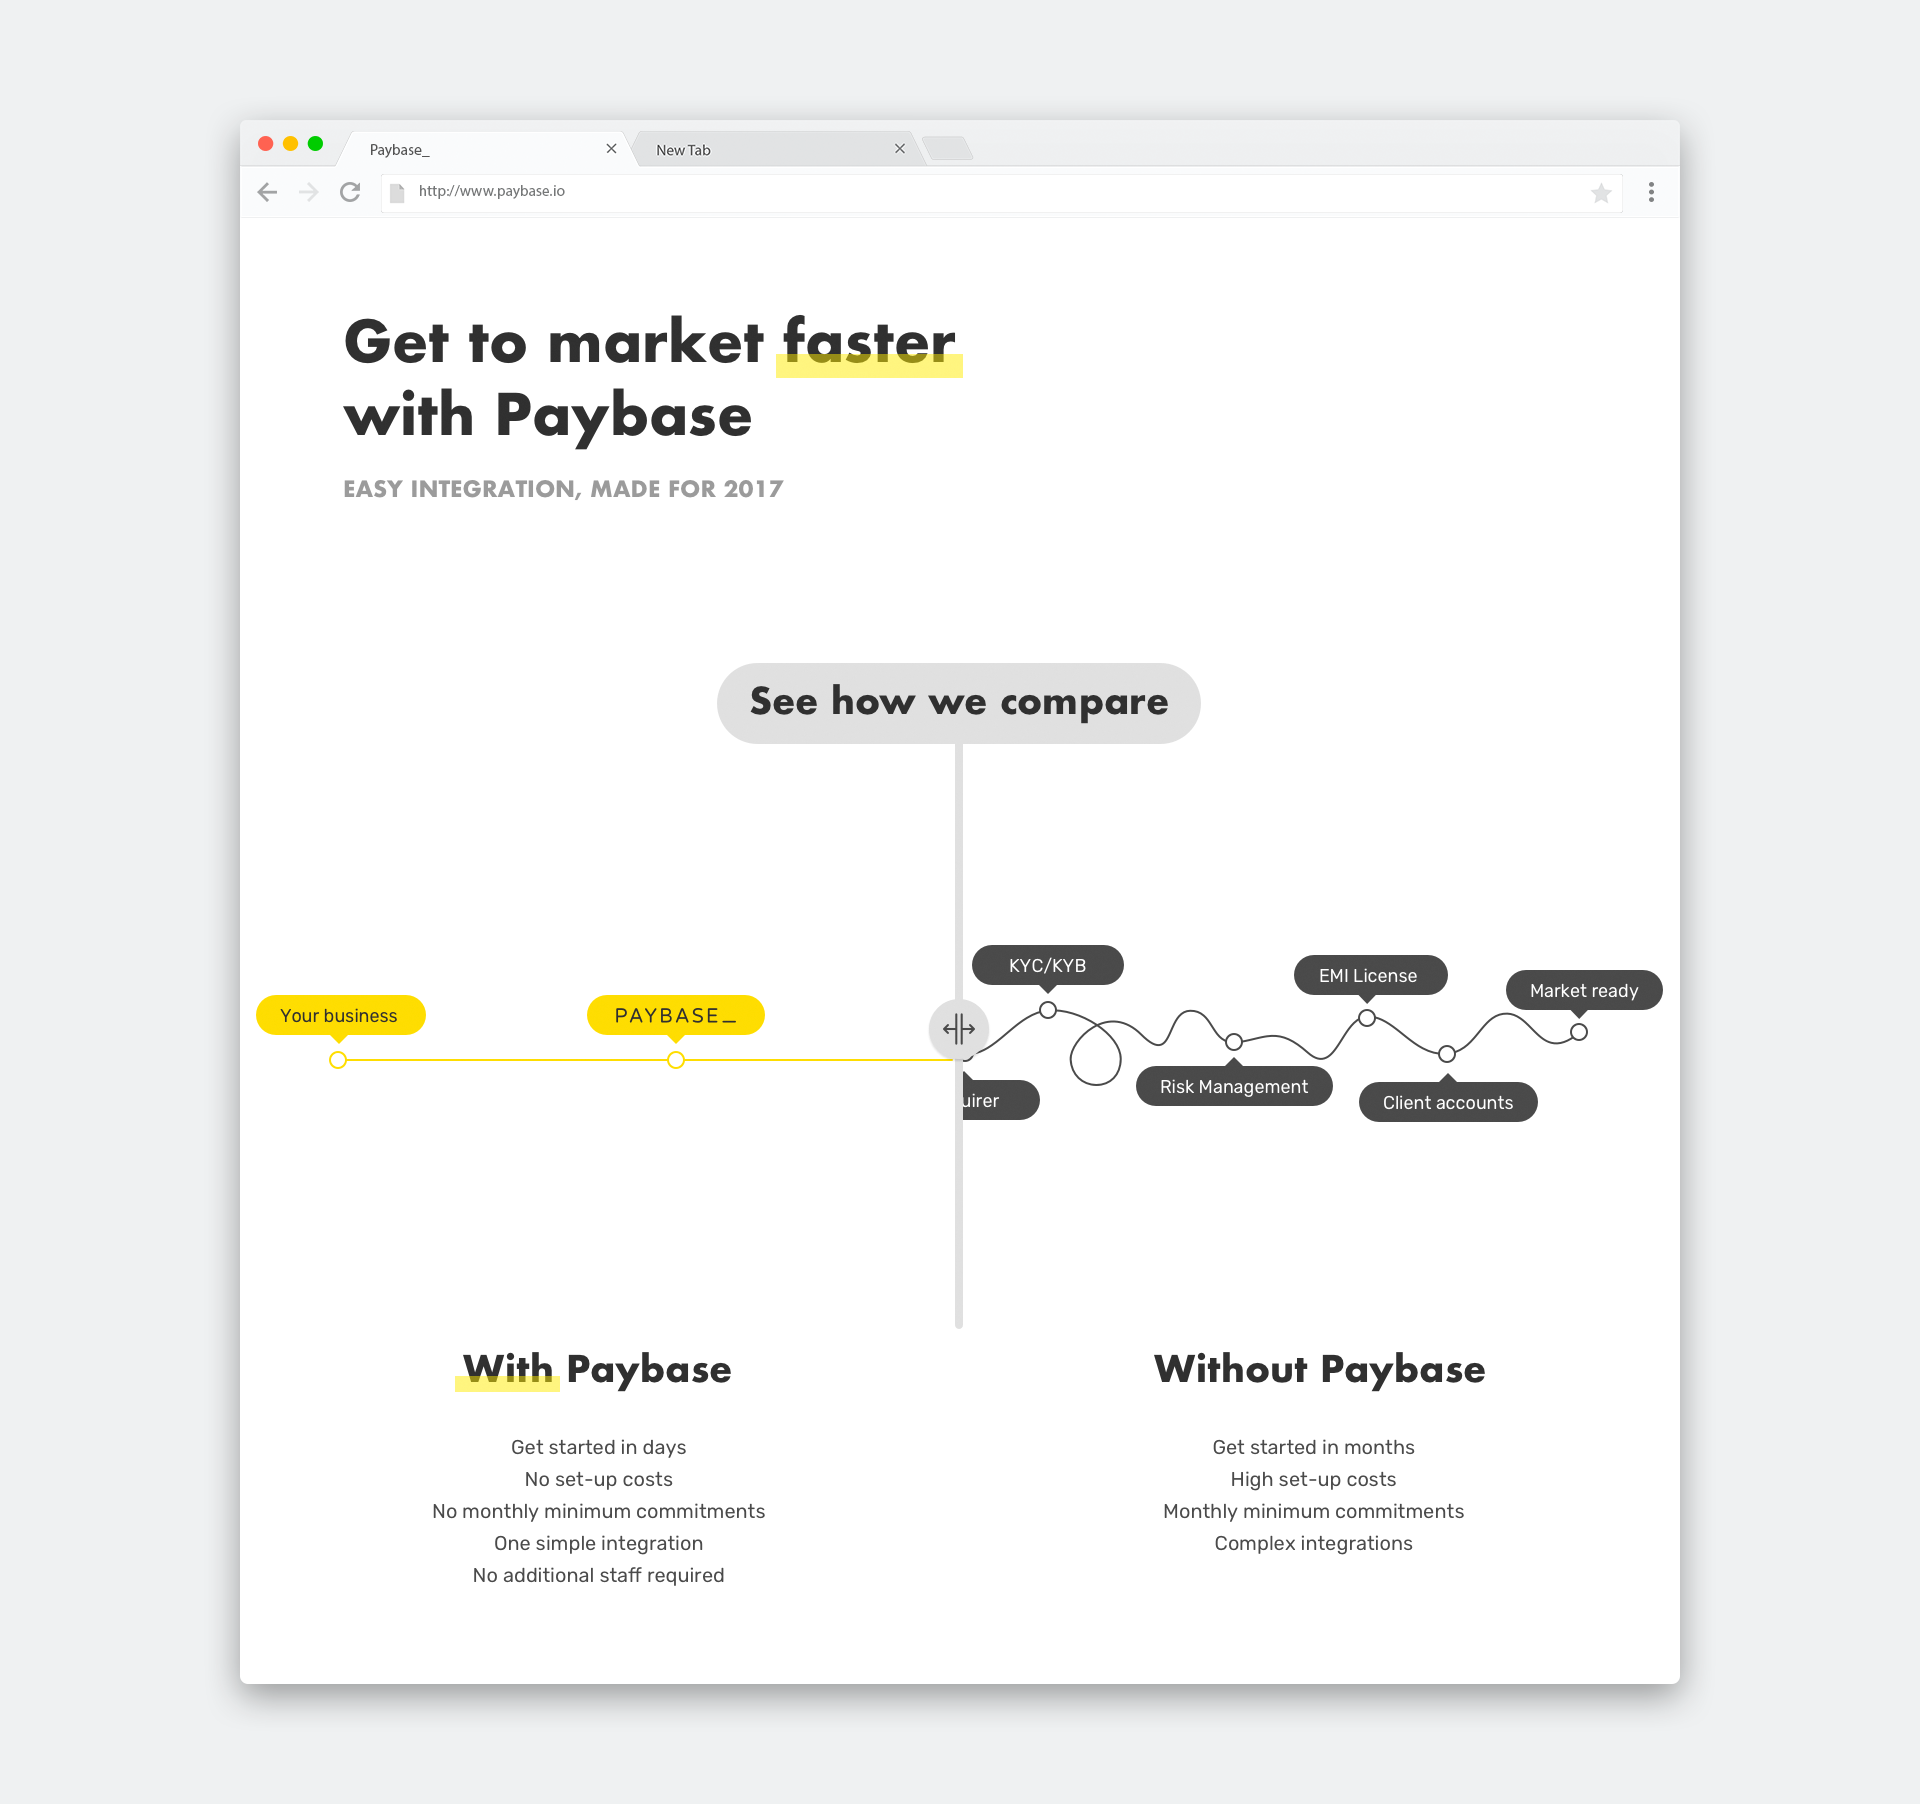 Paybase_
New Tab
http://www.paybase.io
Get to market faster
with Paybase
EASY INTEGRATION, MADE FOR 2017
See how we compare
KYC/KYB
EMI License
Market ready
Your business
PAYBASE_
Risk Management
uirer
Client accounts
With Paybase
Get started in days
No set-up costs
No monthly minimum commitments
One simple integration
No additional staff required
Without Paybase
Get started in months
High set-up costs
Monthly minimum commitments
Complex integrations